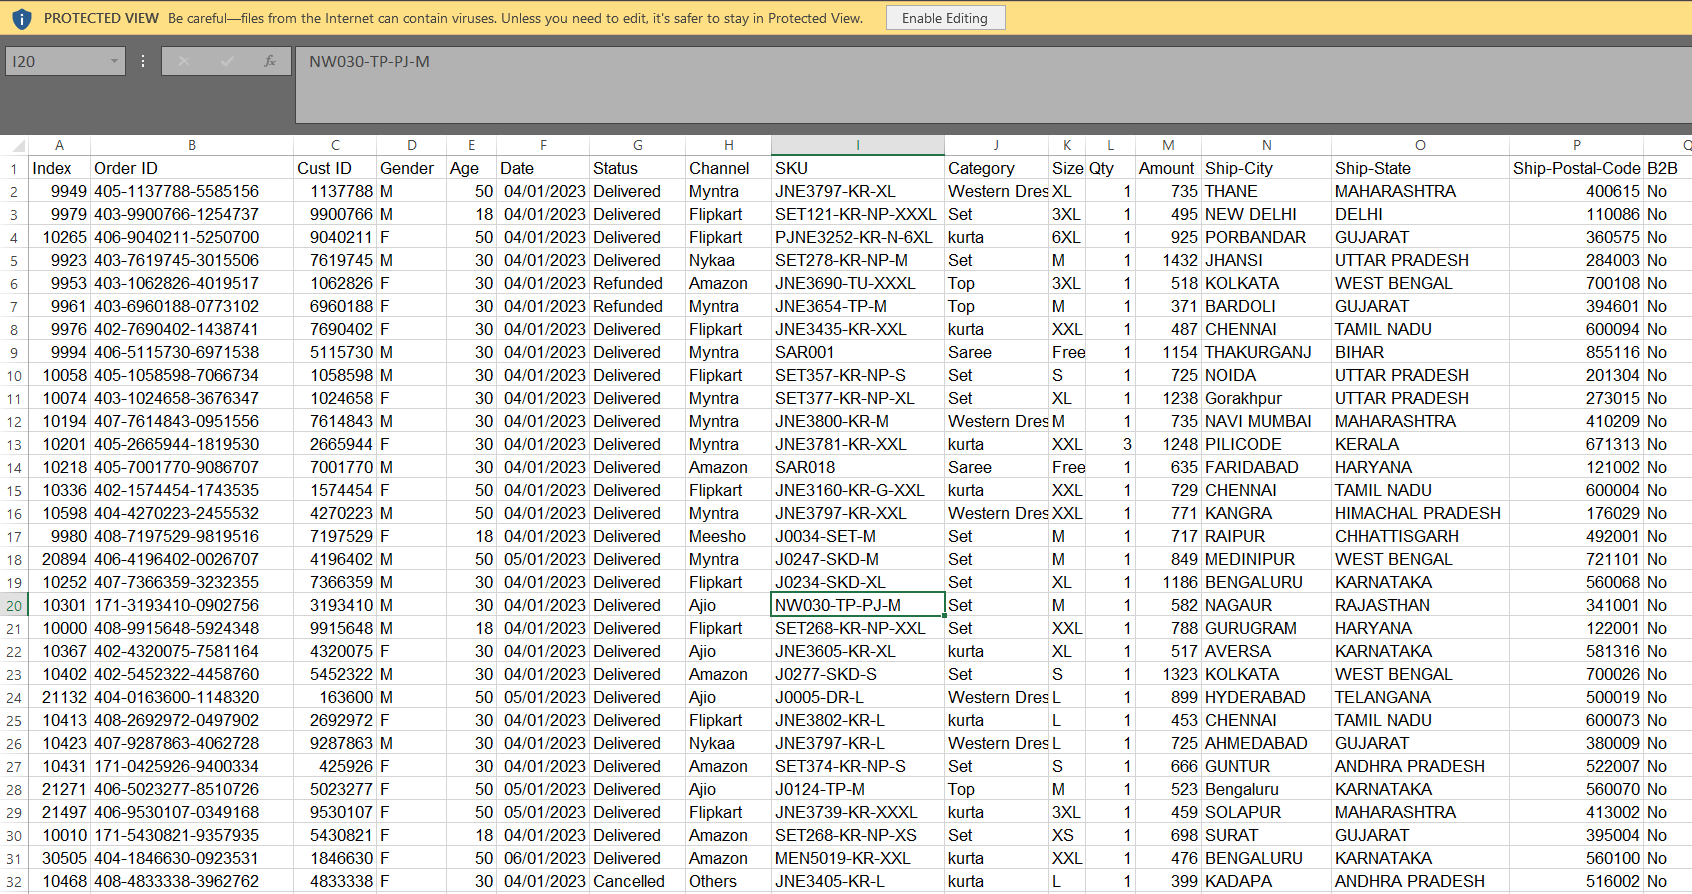 PROTECTED VIEW Be careful—files from the Internet can contain viruses. Unless you need to edit, it's safer to stay in Protected View. Enable Editing
I20 fx NW030-TP-PJ-M
A B C D E F G H I J K L M N O P Q
1 Index Order ID Cust ID Gender Age Date Status Channel SKU Category Size Qty Amount Ship-City Ship-State Ship-Postal-Code B2B
2 9949 405-1137788-5585156 1137788 M 50 04/01/2023 Delivered Myntra JNE3797-KR-XL Western Dres XL 1 735 THANE MAHARASHTRA 400615 No
3 9979 403-9900766-1254737 9900766 M 18 04/01/2023 Delivered Flipkart SET121-KR-NP-XXXL Set 3XL 1 495 NEW DELHI DELHI 110086 No
4 10265 406-9040211-5250700 9040211 F 50 04/01/2023 Delivered Flipkart PJNE3252-KR-N-6XL kurta 6XL 1 925 PORBANDAR GUJARAT 360575 No
5 9923 403-7619745-3015506 7619745 M 30 04/01/2023 Delivered Nykaa SET278-KR-NP-M Set M 1 1432 JHANSI UTTAR PRADESH 284003 No
6 9953 403-1062826-4019517 1062826 F 30 04/01/2023 Refunded Amazon JNE3690-TU-XXXL Top 3XL 1 518 KOLKATA WEST BENGAL 700108 No
7 9961 403-6960188-0773102 6960188 F 30 04/01/2023 Refunded Myntra JNE3654-TP-M Top M 1 371 BARDOLI GUJARAT 394601 No
8 9976 402-7690402-1438741 7690402 F 30 04/01/2023 Delivered Flipkart JNE3435-KR-XXL kurta XXL 1 487 CHENNAI TAMIL NADU 600094 No
9 9994 406-5115730-6971538 5115730 M 30 04/01/2023 Delivered Myntra SAR001 Saree Free 1 1154 THAKURGANJ BIHAR 855116 No
10 10058 405-1058598-7066734 1058598 M 30 04/01/2023 Delivered Flipkart SET357-KR-NP-S Set S 1 725 NOIDA UTTAR PRADESH 201304 No
11 10074 403-1024658-3676347 1024658 F 30 04/01/2023 Delivered Myntra SET377-KR-NP-XL Set XL 1 1238 Gorakhpur UTTAR PRADESH 273015 No
12 10194 407-7614843-0951556 7614843 M 30 04/01/2023 Delivered Myntra JNE3800-KR-M Western Dres M 1 735 NAVI MUMBAI MAHARASHTRA 410209 No
13 10201 405-2665944-1819530 2665944 F 30 04/01/2023 Delivered Myntra JNE3781-KR-XXL kurta XXL 3 1248 PILICODE KERALA 671313 No
14 10218 405-7001770-9086707 7001770 M 30 04/01/2023 Delivered Amazon SAR018 Saree Free 1 635 FARIDABAD HARYANA 121002 No
15 10336 402-1574454-1743535 1574454 F 50 04/01/2023 Delivered Flipkart JNE3160-KR-G-XXL kurta XXL 1 729 CHENNAI TAMIL NADU 600004 No
16 10598 404-4270223-2455532 4270223 M 50 04/01/2023 Delivered Myntra JNE3797-KR-XXL Western Dres XXL 1 771 KANGRA HIMACHAL PRADESH 176029 No
17 9980 408-7197529-9819516 7197529 F 18 04/01/2023 Delivered Meesho J0034-SET-M Set M 1 717 RAIPUR CHHATTISGARH 492001 No
18 20894 406-4196402-0026707 4196402 M 50 05/01/2023 Delivered Myntra J0247-SKD-M Set M 1 849 MEDINIPUR WEST BENGAL 721101 No
19 10252 407-7366359-3232355 7366359 M 30 04/01/2023 Delivered Flipkart J0234-SKD-XL Set XL 1 1186 BENGALURU KARNATAKA 560068 No
20 10301 171-3193410-0902756 3193410 M 30 04/01/2023 Delivered Ajio NW030-TP-PJ-M Set M 1 582 NAGAUR RAJASTHAN 341001 No
21 10000 408-9915648-5924348 9915648 M 18 04/01/2023 Delivered Flipkart SET268-KR-NP-XXL Set XXL 1 788 GURUGRAM HARYANA 122001 No
22 10367 402-4320075-7581164 4320075 F 30 04/01/2023 Delivered Ajio JNE3605-KR-XL kurta XL 1 517 AVERSA KARNATAKA 581316 No
23 10402 402-5452322-4458760 5452322 M 30 04/01/2023 Delivered Amazon J0277-SKD-S Set S 1 1323 KOLKATA WEST BENGAL 700026 No
24 21132 404-0163600-1148320 163600 M 50 05/01/2023 Delivered Ajio J0005-DR-L Western Dres L 1 899 HYDERABAD TELANGANA 500019 No
25 10413 408-2692972-0497902 2692972 F 30 04/01/2023 Delivered Flipkart JNE3802-KR-L kurta L 1 453 CHENNAI TAMIL NADU 600073 No
26 10423 407-9287863-4062728 9287863 M 30 04/01/2023 Delivered Nykaa JNE3797-KR-L Western Dres L 1 725 AHMEDABAD GUJARAT 380009 No
27 10431 171-0425926-9400334 425926 F 30 04/01/2023 Delivered Amazon SET374-KR-NP-S Set S 1 666 GUNTUR ANDHRA PRADESH 522007 No
28 21271 406-5023277-8510726 5023277 F 50 05/01/2023 Delivered Ajio J0124-TP-M Top M 1 523 Bengaluru KARNATAKA 560070 No
29 21497 406-9530107-0349168 9530107 F 50 05/01/2023 Delivered Flipkart JNE3739-KR-XXXL kurta 3XL 1 459 SOLAPUR MAHARASHTRA 413002 No
30 10010 171-5430821-9357935 5430821 F 18 04/01/2023 Delivered Amazon SET268-KR-NP-XS Set XS 1 698 SURAT GUJARAT 395004 No
31 30505 404-1846630-0923531 1846630 F 50 06/01/2023 Delivered Amazon MEN5019-KR-XXL kurta XXL 1 476 BENGALURU KARNATAKA 560100 No
32 10468 408-4833338-3962762 4833338 F 30 04/01/2023 Cancelled Others JNE3405-KR-L kurta L 1 399 KADAPA ANDHRA PRADESH 516002 No